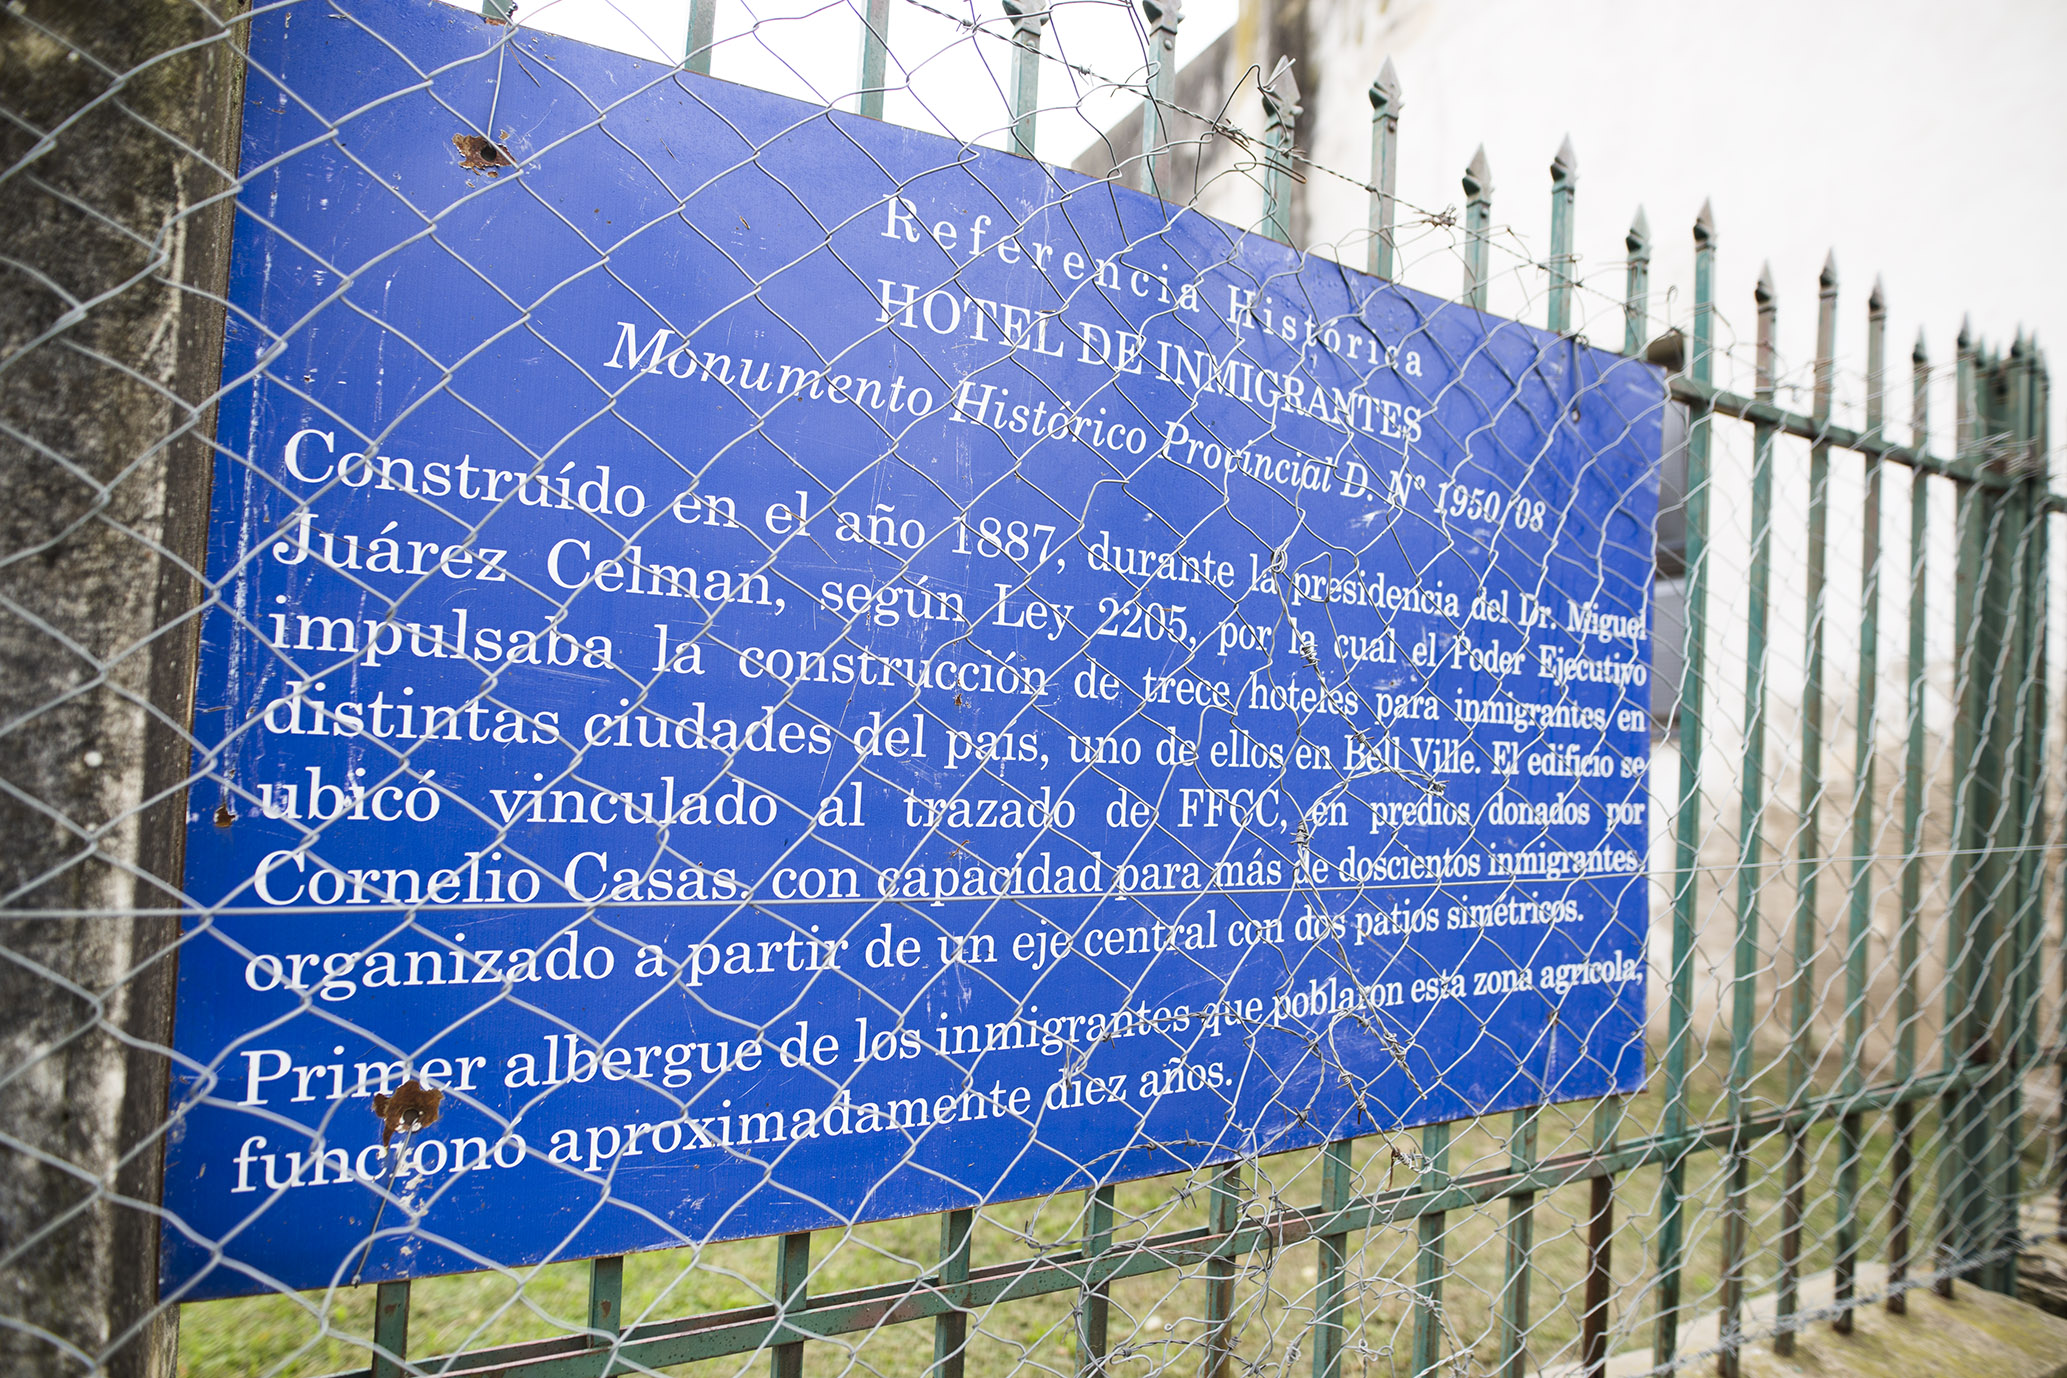 Referencia Histórica
HOTEL DE INMIGRANTES
Monumento Histórico Provincial D. Nº 1950/08
Construído en el año 1887, durante la presidencia del Dr. Miguel
Juárez Celman, según Ley 2205, por la cual el Poder Ejecutivo
impulsaba la construcción de trece hoteles para inmigrantes en
distintas ciudades del país, uno de ellos en Bell Ville. El edificio se
ubicó vinculado al trazado de FFCC, en predios donados por
Cornelio Casas, con capacidad para más de doscientos inmigrantes,
organizado a partir de un eje central con dos patios simétricos.
Primer albergue de los inmigrantes que poblaron esta zona agrícola,
funcionó aproximadamente diez años.